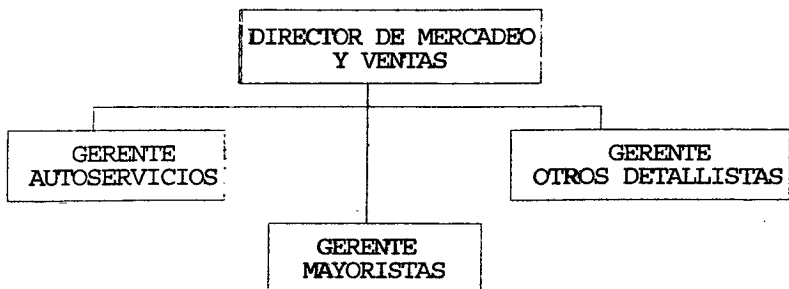 DIRECTOR DE MERCADEO
Y VENTAS
GERENTE
AUTOSERVICIOS
GERENTE
OTROS DETALLISTAS
GERENTE
MAYORISTAS